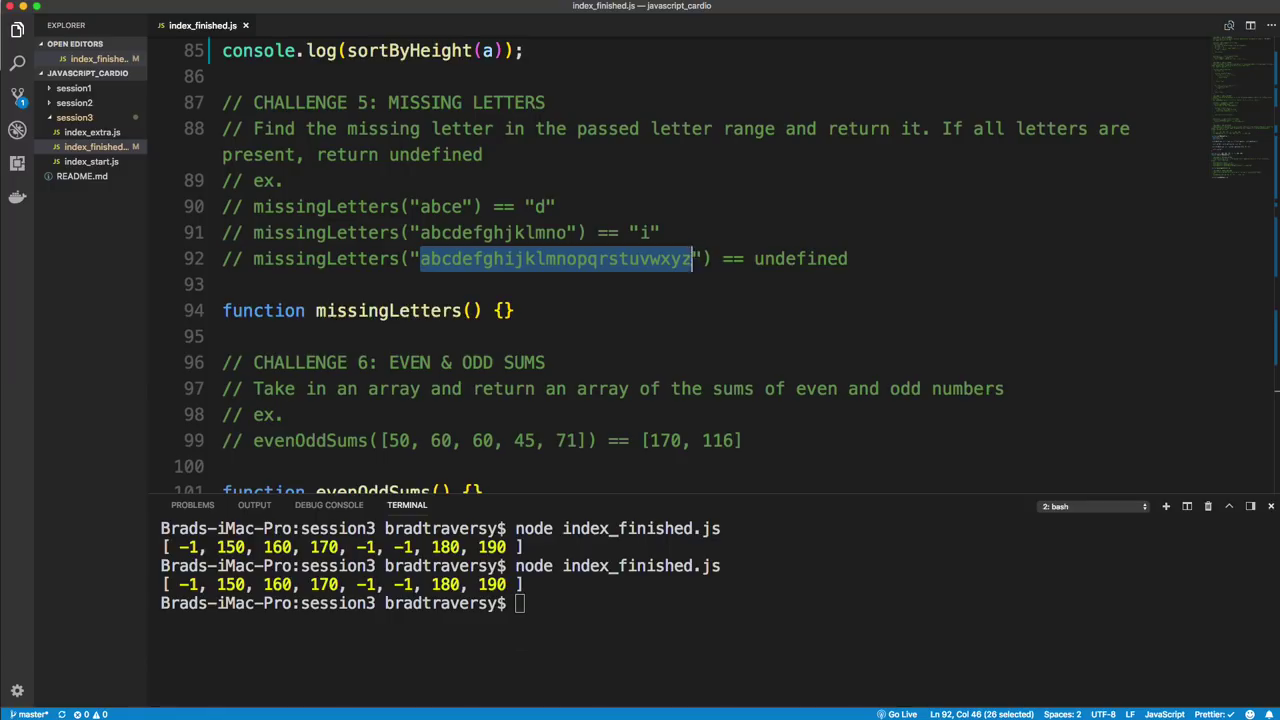 index_finished.js — javascript_cardio
EXPLORER
index_finished.js ×
OPEN EDITORS
index_finishe... M
JAVASCRIPT_CARDIO
session1
session2
session3
index_extra.js
index_finished... M
index_start.js
README.md
1
85 console.log(sortByHeight(a));
86
87 // CHALLENGE 5: MISSING LETTERS
88 // Find the missing letter in the passed letter range and return it. If all letters are
present, return undefined
89 // ex.
90 // missingLetters("abce") == "d"
91 // missingLetters("abcdefghjklmno") == "i"
92 // missingLetters("abcdefghijklmnopqrstuvwxyz") == undefined
93
94 function missingLetters() {}
95
96 // CHALLENGE 6: EVEN & ODD SUMS
97 // Take in an array and return an array of the sums of even and odd numbers
98 // ex.
99 // evenOddSums([50, 60, 60, 45, 71]) == [170, 116]
100
101 function evenOddSums() {}
PROBLEMS OUTPUT DEBUG CONSOLE TERMINAL 2: bash
Brads-iMac-Pro:session3 bradtraversy$ node index_finished.js
[ -1, 150, 160, 170, -1, -1, 180, 190 ]
Brads-iMac-Pro:session3 bradtraversy$ node index_finished.js
[ -1, 150, 160, 170, -1, -1, 180, 190 ]
Brads-iMac-Pro:session3 bradtraversy$
master* 0 0 Go Live Ln 92, Col 46 (26 selected) Spaces: 2 UTF-8 LF JavaScript Prettier: ✓